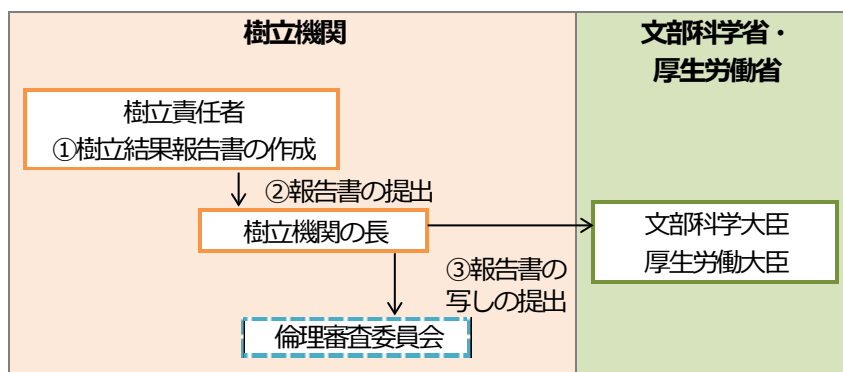 樹立機関
文部科学省・
厚生労働省
樹立責任者
①樹立結果報告書の作成
②報告書の提出
樹立機関の長
文部科学大臣
厚生労働大臣
③報告書の
写しの提出
倫理審査委員会